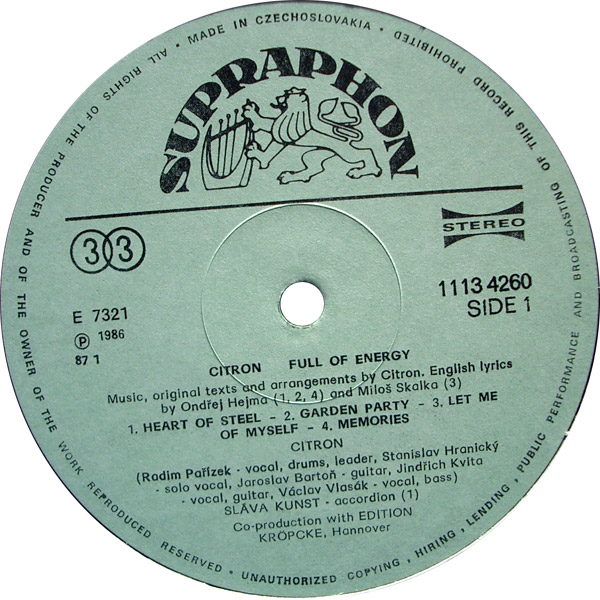 MADE IN CZECHOSLOVAKIA • ALL RIGHTS OF THE PRODUCER AND OF THE OWNER OF THE WORK REPRODUCED RESERVED • UNAUTHORIZED COPYING, HIRING, LENDING, PUBLIC PERFORMANCE AND BROADCASTING OF THIS RECORD PROHIBITED •
SUPRAPHON
33
STEREO
E 7321
℗ 1986
87 1
1113 4260
SIDE 1
CITRON FULL OF ENERGY
Music, original texts and arrangements by Citron. English lyrics
by Ondřej Hejma (1, 2, 4) and Miloš Skalka (3)
1. HEART OF STEEL - 2. GARDEN PARTY - 3. LET ME
OF MYSELF - 4. MEMORIES
CITRON
(Radim Pařízek - vocal, drums, leader, Stanislav Hranický
- solo vocal, Jaroslav Bartoň - guitar, Jindřich Kvita
- vocal, guitar, Václav Vlasák - vocal, bass)
SLÁVA KUNST - accordion (1)
Co-production with EDITION
KRÖPCKE, Hannover